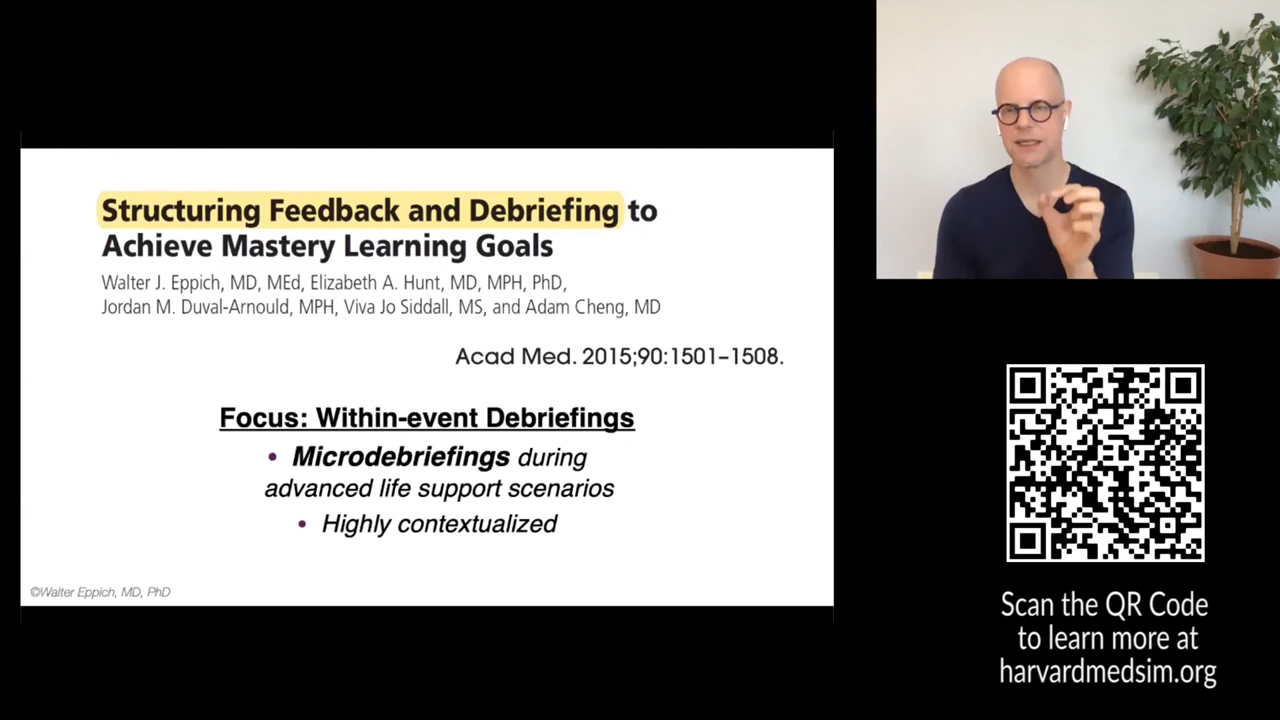 Structuring Feedback and Debriefing to
Achieve Mastery Learning Goals
Walter J. Eppich, MD, MEd, Elizabeth A. Hunt, MD, MPH, PhD,
Jordan M. Duval-Arnould, MPH, Viva Jo Siddall, MS, and Adam Cheng, MD
Acad Med. 2015;90:1501–1508.
Focus: Within-event Debriefings
• Microdebriefings during
advanced life support scenarios
• Highly contextualized
©Walter Eppich, MD, PhD
Scan the QR Code
to learn more at
harvardmedsim.org